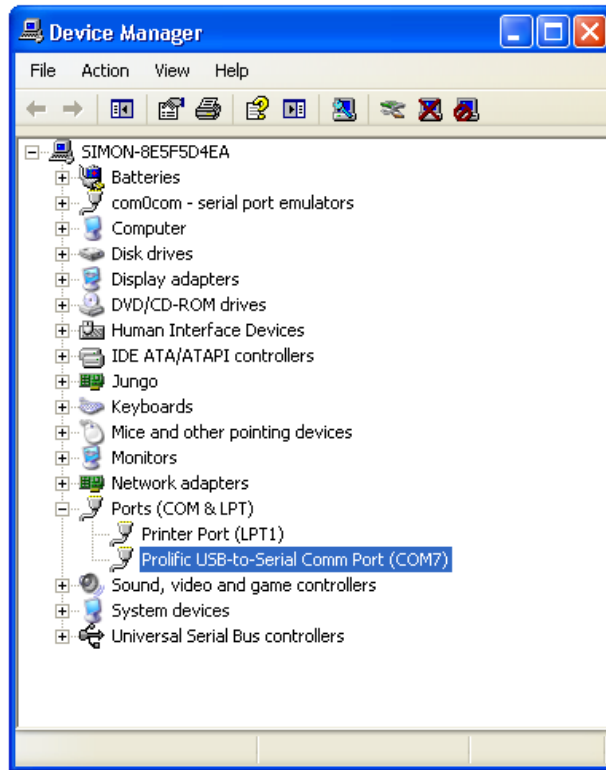 Device Manager
File Action View Help
SIMON-8E5F5D4EA
Batteries
com0com - serial port emulators
Computer
Disk drives
Display adapters
DVD/CD-ROM drives
Human Interface Devices
IDE ATA/ATAPI controllers
Jungo
Keyboards
Mice and other pointing devices
Monitors
Network adapters
Ports (COM & LPT)
Printer Port (LPT1)
Prolific USB-to-Serial Comm Port (COM7)
Sound, video and game controllers
System devices
Universal Serial Bus controllers